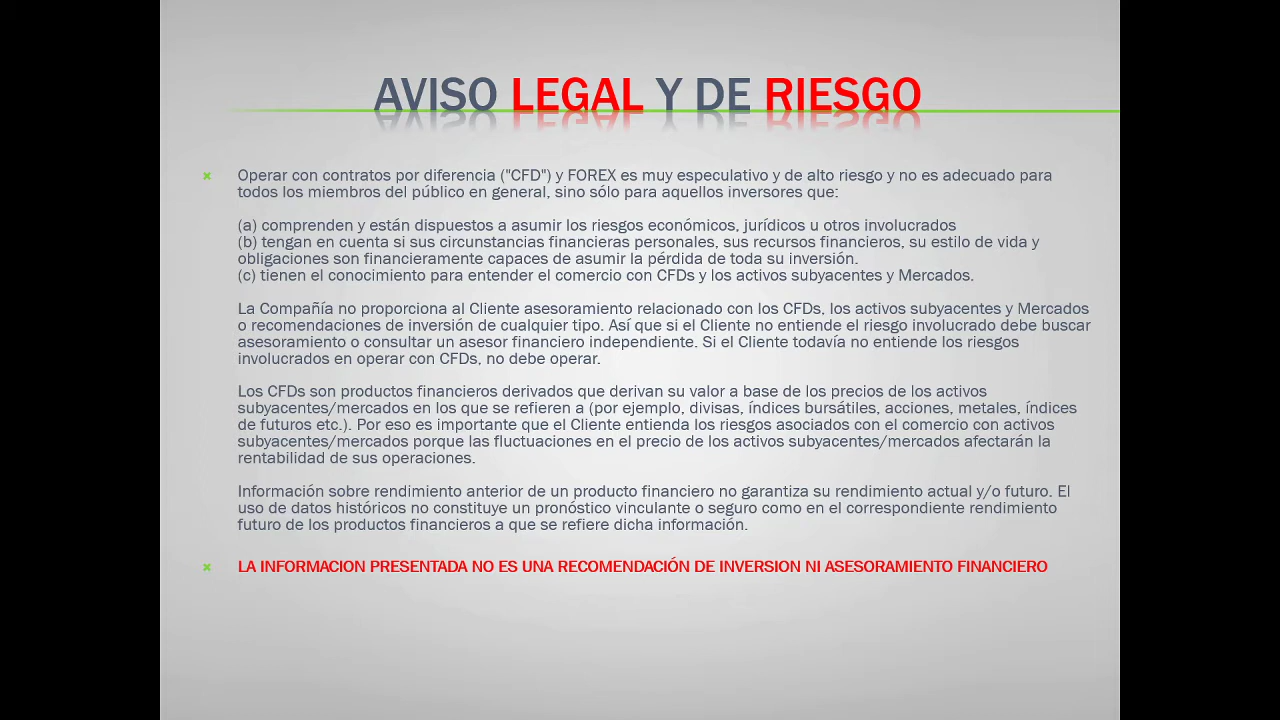 AVISO LEGAL Y DE RIESGO
Operar con contratos por diferencia ("CFD") y FOREX es muy especulativo y de alto riesgo y no es adecuado para
todos los miembros del público en general, sino sólo para aquellos inversores que:
(a) comprenden y están dispuestos a asumir los riesgos económicos, jurídicos u otros involucrados
(b) tengan en cuenta si sus circunstancias financieras personales, sus recursos financieros, su estilo de vida y
obligaciones son financieramente capaces de asumir la pérdida de toda su inversión.
(c) tienen el conocimiento para entender el comercio con CFDs y los activos subyacentes y Mercados.
La Compañía no proporciona al Cliente asesoramiento relacionado con los CFDs, los activos subyacentes y Mercados
o recomendaciones de inversión de cualquier tipo. Así que si el Cliente no entiende el riesgo involucrado debe buscar
asesoramiento o consultar un asesor financiero independiente. Si el Cliente todavía no entiende los riesgos
involucrados en operar con CFDs, no debe operar.
Los CFDs son productos financieros derivados que derivan su valor a base de los precios de los activos
subyacentes/mercados en los que se refieren a (por ejemplo, divisas, índices bursátiles, acciones, metales, índices
de futuros etc.). Por eso es importante que el Cliente entienda los riesgos asociados con el comercio con activos
subyacentes/mercados porque las fluctuaciones en el precio de los activos subyacentes/mercados afectarán la
rentabilidad de sus operaciones.
Información sobre rendimiento anterior de un producto financiero no garantiza su rendimiento actual y/o futuro. El
uso de datos históricos no constituye un pronóstico vinculante o seguro como en el correspondiente rendimiento
futuro de los productos financieros a que se refiere dicha información.
LA INFORMACION PRESENTADA NO ES UNA RECOMENDACIÓN DE INVERSION NI ASESORAMIENTO FINANCIERO